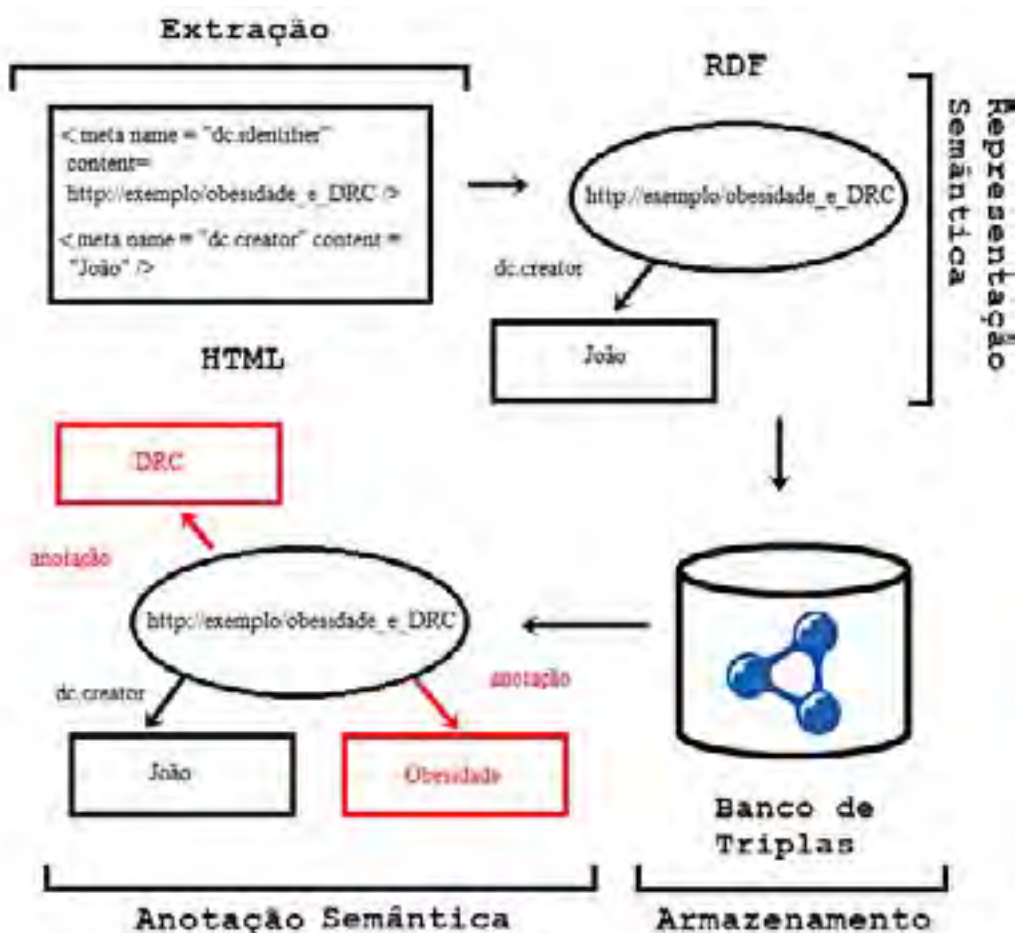 Extração
< meta name = "dc.identifier"
content=
http://exemplo/obesidade_e_DRC />
< meta name = "dc.creator" content =
"João" />
HTML
RDF
http://exemplo/obesidade_e_DRC
dc.creator
João
Representação
Semântica
DRC
anotação
http://exemplo/obesidade_e_DRC
dc.creator
anotação
João
Obesidade
Banco de
Triplas
Anotação Semântica
Armazenamento